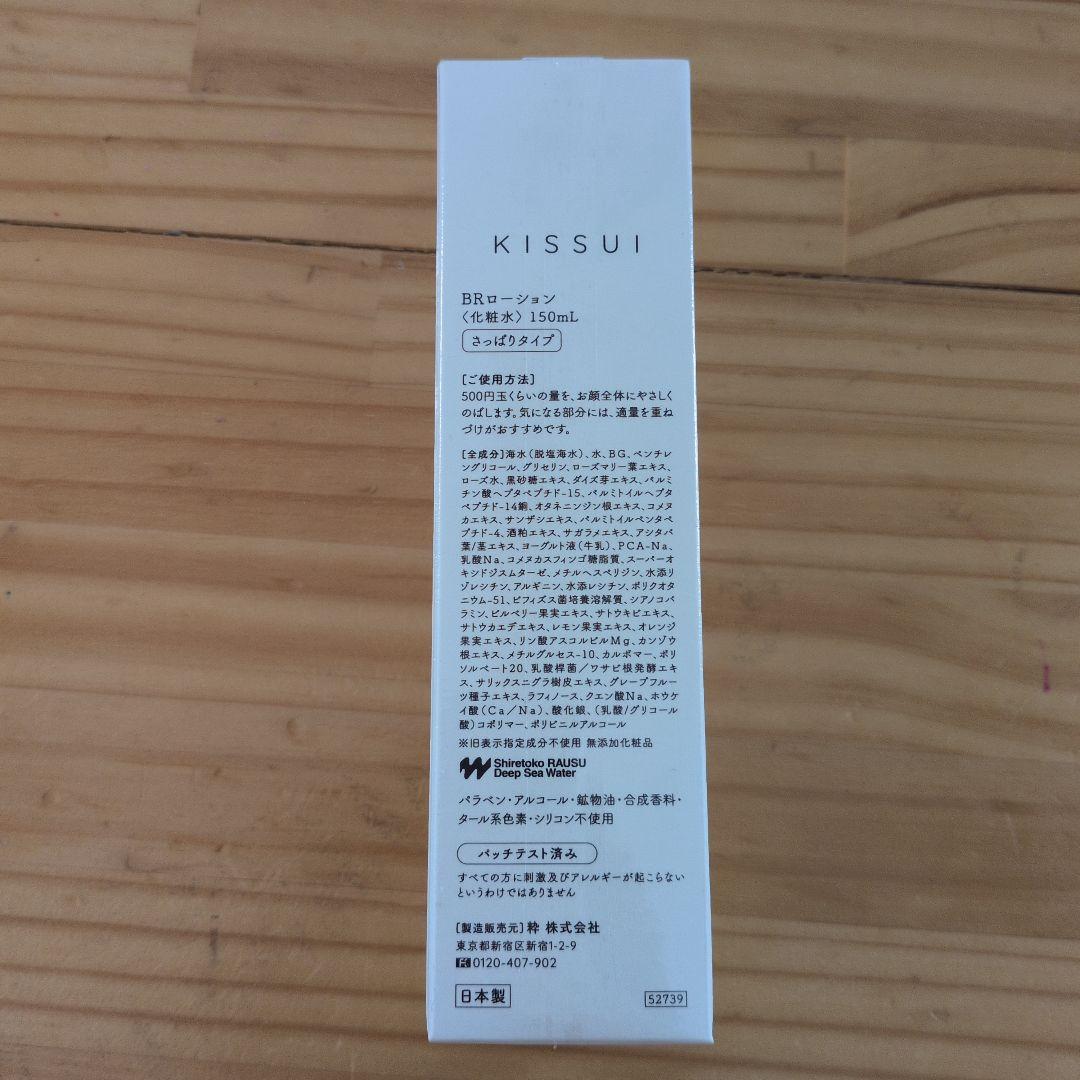 KISSUI
BRローション
〈化粧水〉150mL
さっぱりタイプ
[ご使用方法]
500円玉くらいの量を、お顔全体にやさしく
のばします。気になる部分には、適量を重ね
づけがおすすめです。
[全成分]海水（脱塩海水）、水、BG、ペンチレ
ングリコール、グリセリン、ローズマリー葉エキス、
ローズ水、黒砂糖エキス、ダイズ芽エキス、パルミ
チン酸ヘプタペプチド-15、パルミトイルヘプタ
ペプチド-14銅、オタネニンジン根エキス、コメヌ
カエキス、サンザシエキス、パルミトイルペンタペ
プチド-4、酒粕エキス、サガラメエキス、アシタバ
葉/茎エキス、ヨーグルト液（牛乳）、PCA-Na、
乳酸Na、コメヌカスフィンゴ糖脂質、スーパーオ
キシドジスムターゼ、メチルヘスペリジン、水添リ
ゾレシチン、アルギニン、水添レシチン、ポリクオタ
ニウム-51、ビフィズス菌培養溶解質、シアノコバ
ラミン、ビルベリー果実エキス、サトウキビエキス、
サトウカエデエキス、レモン果実エキス、オレンジ
果実エキス、リン酸アスコルビルMg、カンゾウ
根エキス、メチルグルセス-10、カルボマー、ポリ
ソルベート20、乳酸桿菌／ワサビ根発酵エキ
ス、サリックスニグラ樹皮エキス、グレープフルー
ツ種子エキス、ラフィノース、クエン酸Na、ホウケ
イ酸（Ca／Na）、酸化銀、（乳酸/グリコール
酸）コポリマー、ポリビニルアルコール
※旧表示指定成分不使用 無添加化粧品
Shiretoko RAUSU
Deep Sea Water
パラベン・アルコール・鉱物油・合成香料・
タール系色素・シリコン不使用
パッチテスト済み
すべての方に刺激及びアレルギーが起こらない
というわけではありません
[製造販売元] 粋 株式会社
東京都新宿区新宿1-2-9
0120-407-902
日本製
52739